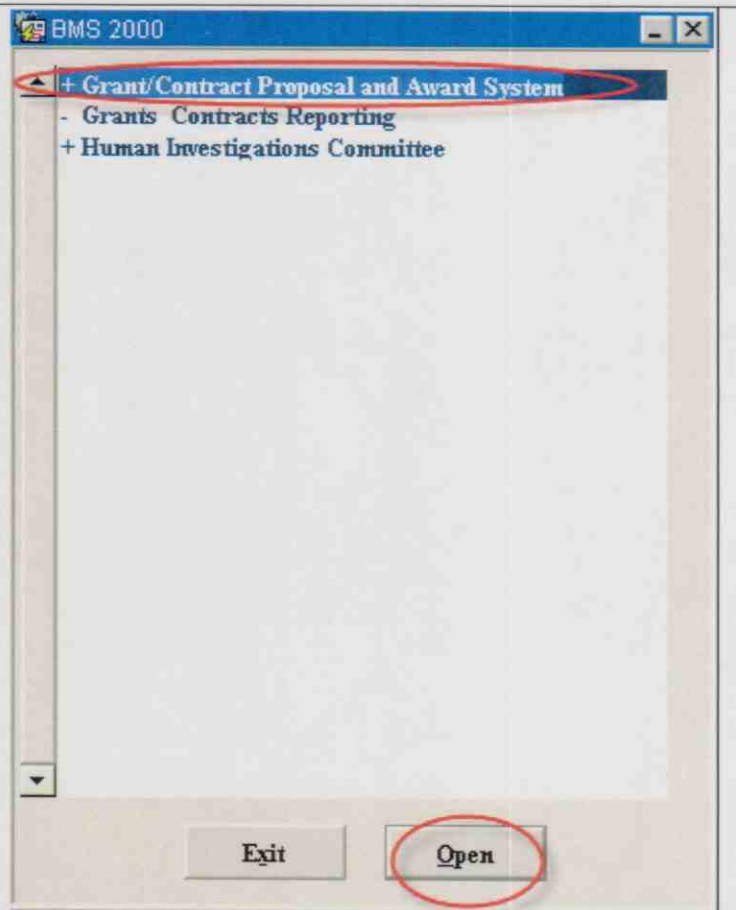 BMS 2000
+ Grant/Contract Proposal and Award System
- Grants Contracts Reporting
+ Human Investigations Committee
Exit
Open